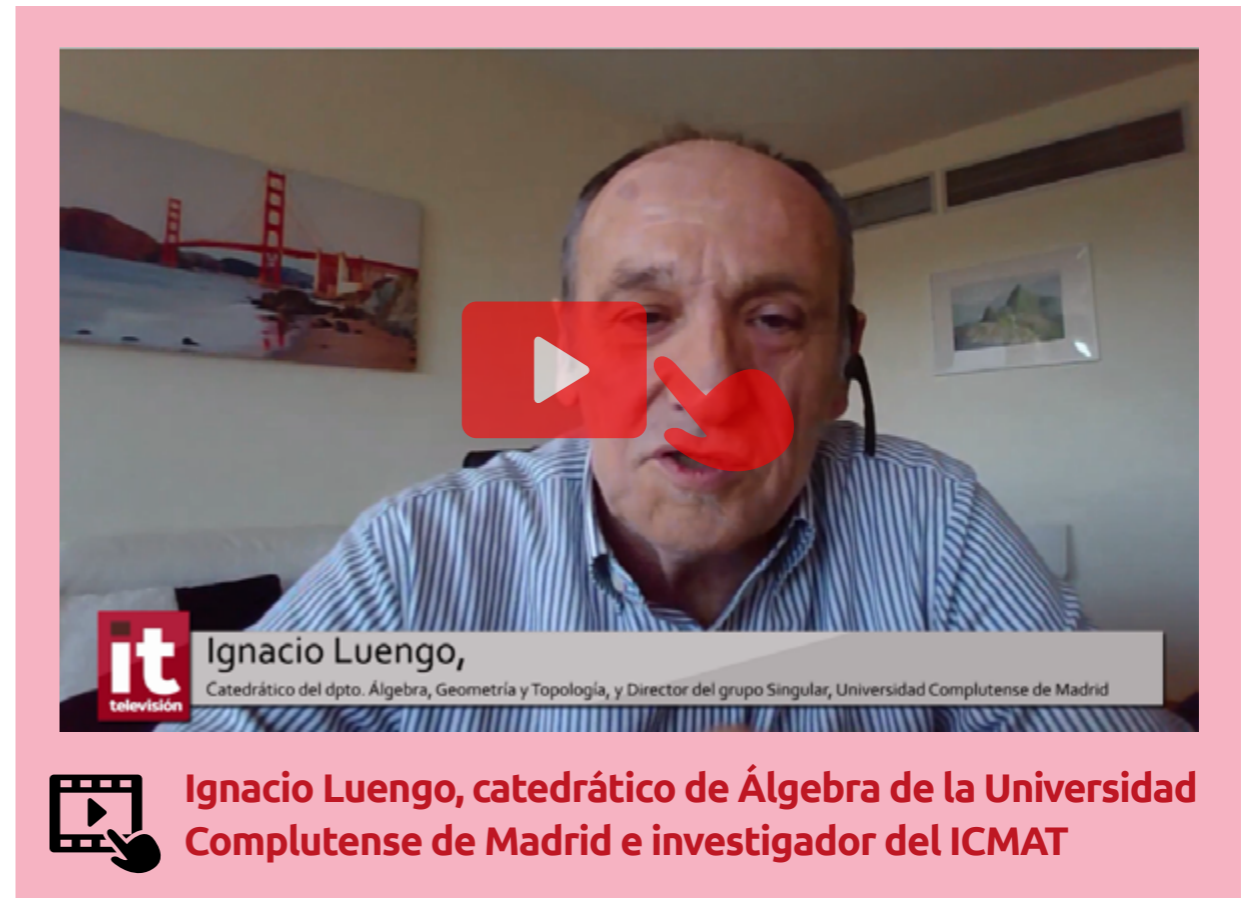 it
televisión
Ignacio Luengo,
Catedrático del dpto. Álgebra, Geometría y Topología, y Director del grupo Singular, Universidad Complutense de Madrid
Ignacio Luengo, catedrático de Álgebra de la Universidad
Complutense de Madrid e investigador del ICMAT